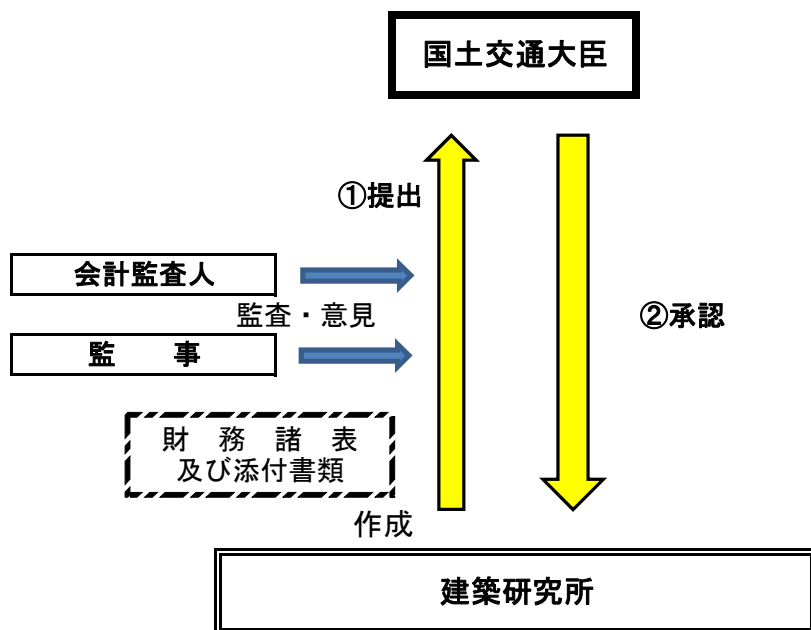 国土交通大臣
①提出
会計監査人
監査・意見
②承認
監　　事
財　務　諸　表
及び添付書類
作成
建築研究所